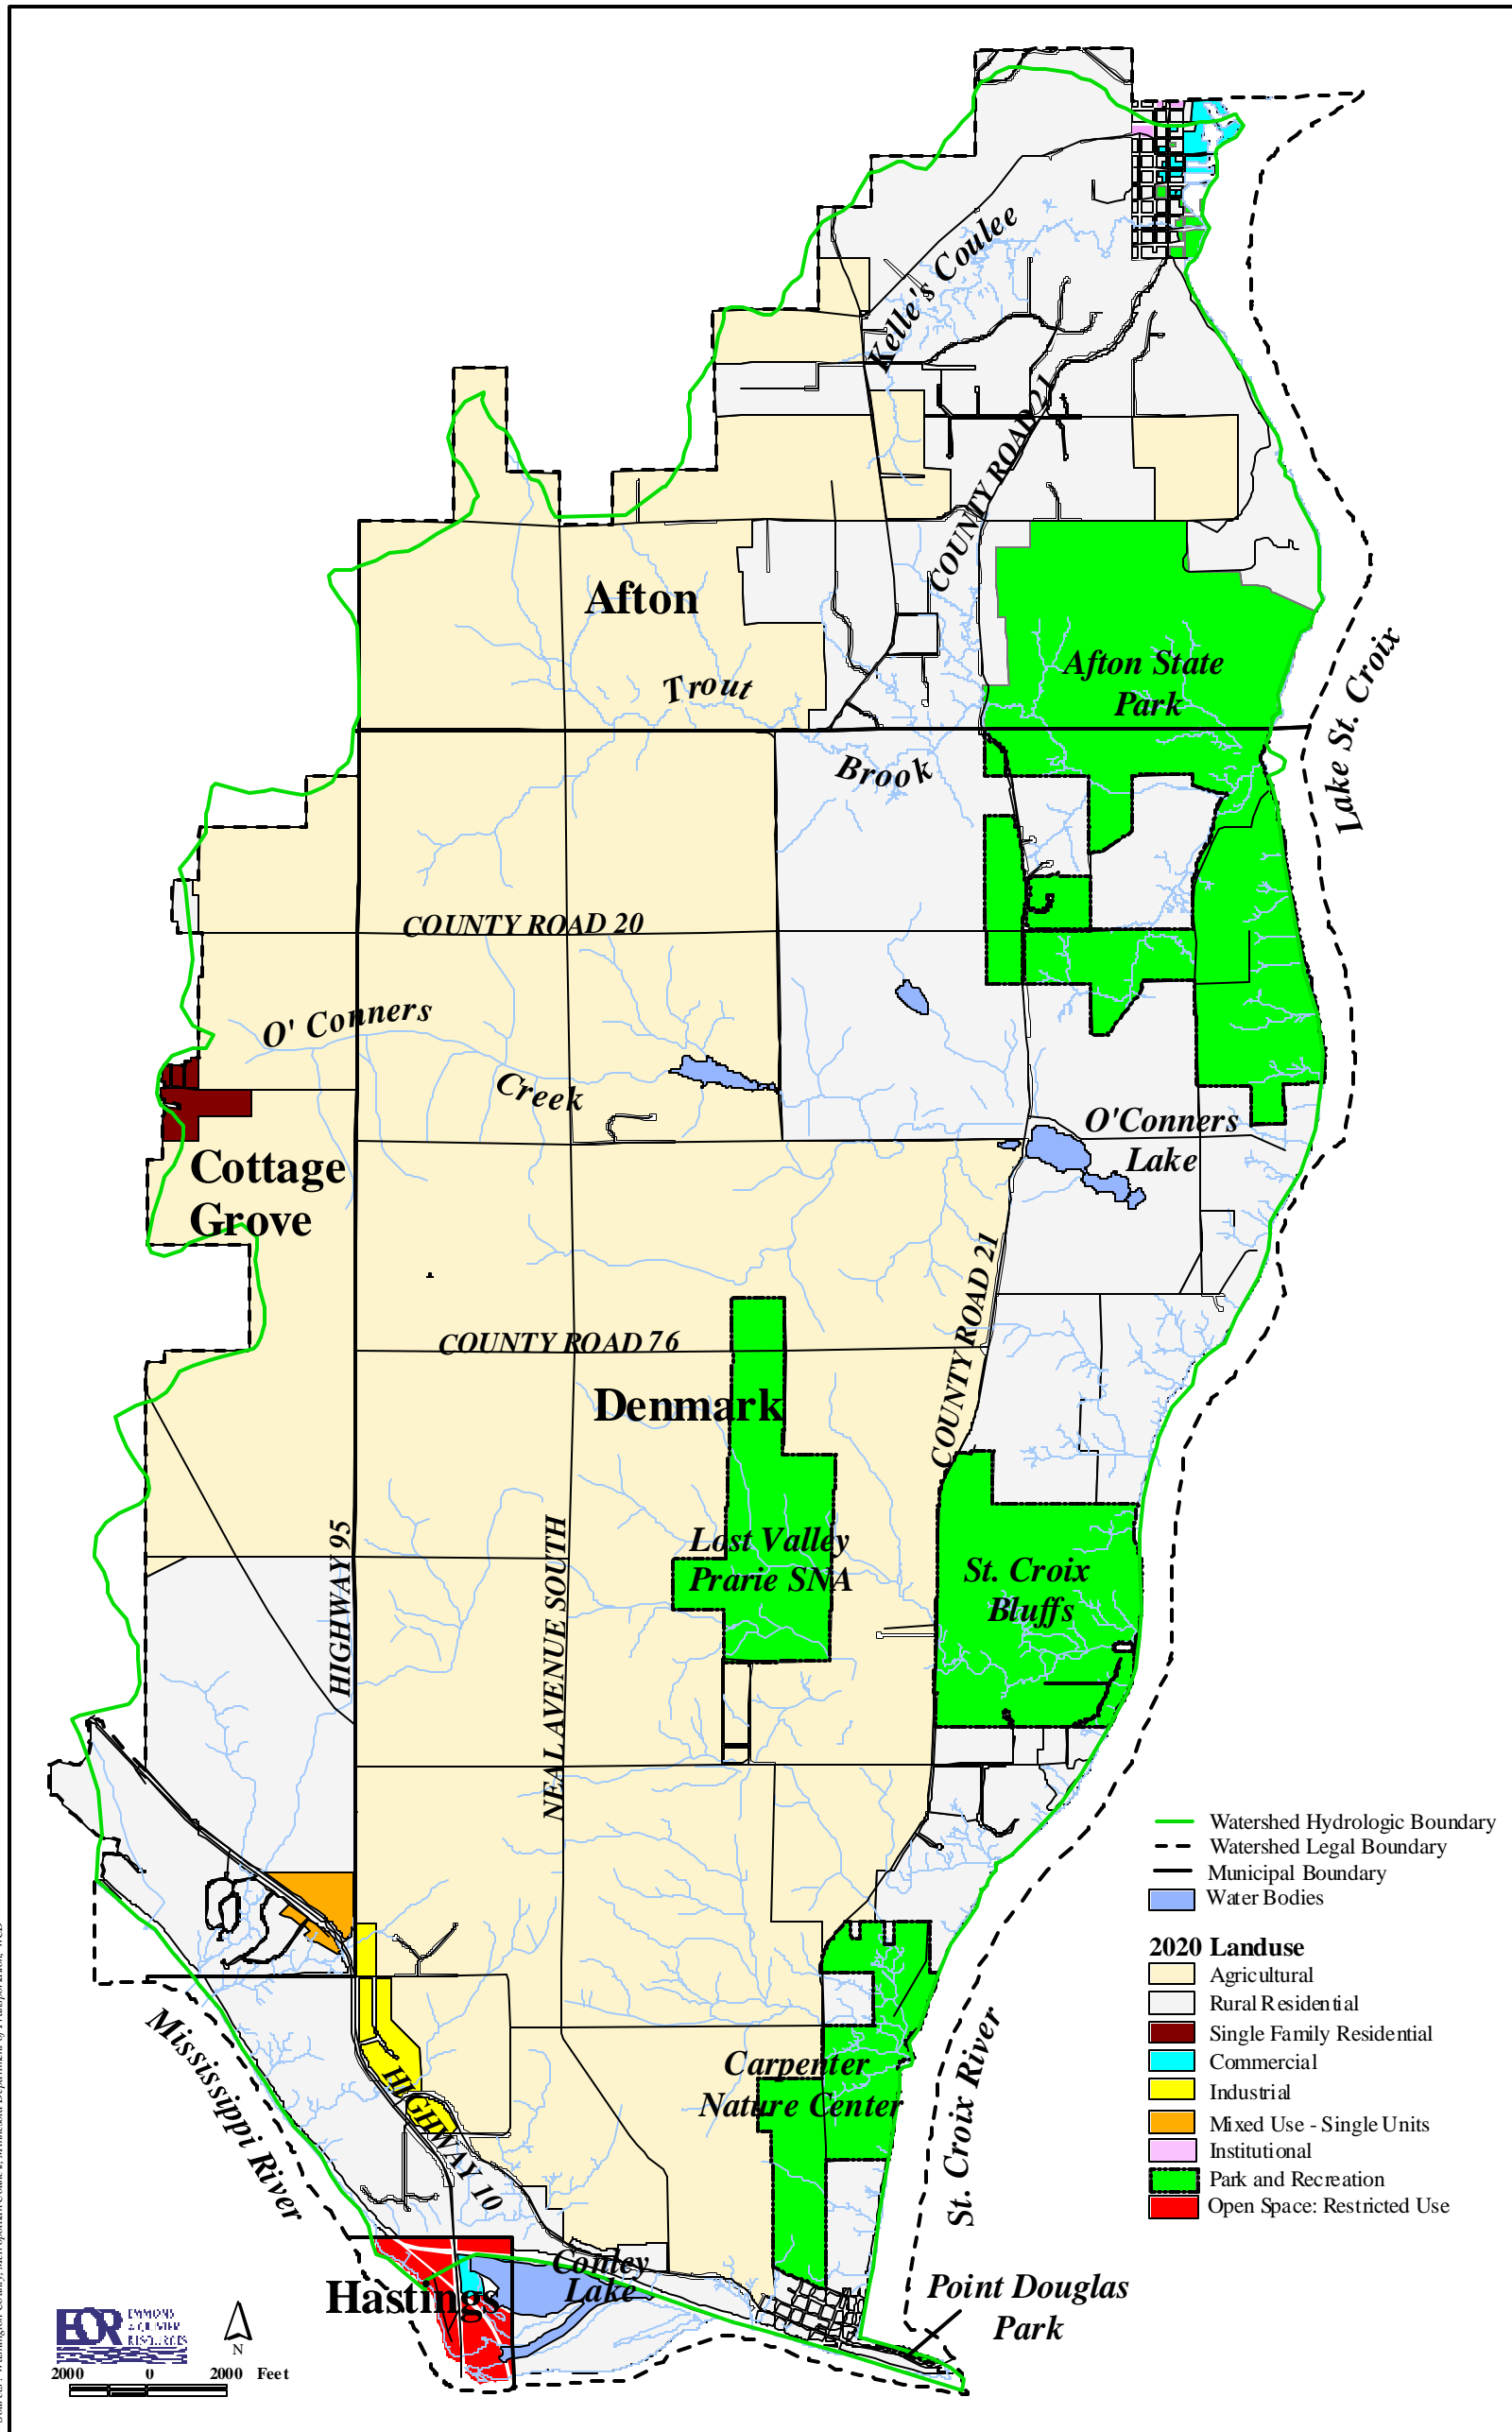 Kelle's Coulee
COUNTY ROAD 21
Afton
Trout
Brook
Afton State
Park
Lake St. Croix
COUNTY ROAD 20
O' Conners
Creek
O'Conners
Lake
Cottage
Grove
COUNTY ROAD 21
COUNTY ROAD 76
Denmark
HIGHWAY 95
NEAL AVENUE SOUTH
Lost Valley
Prarie SNA
St. Croix
Bluffs
Watershed Hydrologic Boundary
Watershed Legal Boundary
Municipal Boundary
Water Bodies
2020 Landuse
Agricultural
Rural Residential
Single Family Residential
Commercial
Industrial
Mixed Use - Single Units
Institutional
Park and Recreation
Open Space: Restricted Use
Mississippi River
HIGHWAY 10
Carpenter
Nature Center
St. Croix River
Conley
Lake
Hastings
Point Douglas
Park
EOR
EMMONS
& OLIVIER
RESOURCES
N
2000 0 2000 Feet